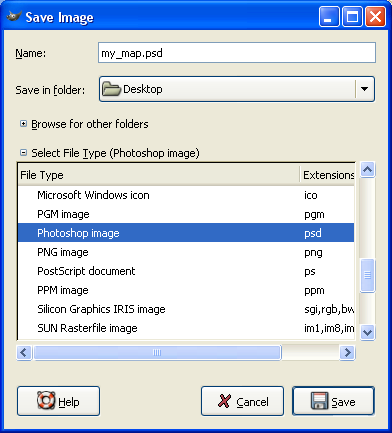 Save Image
Name: my_map.psd
Save in folder: Desktop
Browse for other folders
Select File Type (Photoshop image)
File Type Extensions
Microsoft Windows icon ico
PGM image pgm
Photoshop image psd
PNG image png
PostScript document ps
PPM image ppm
Silicon Graphics IRIS image sgi,rgb,bw
SUN Rasterfile image im1,im8,im
Help Cancel Save